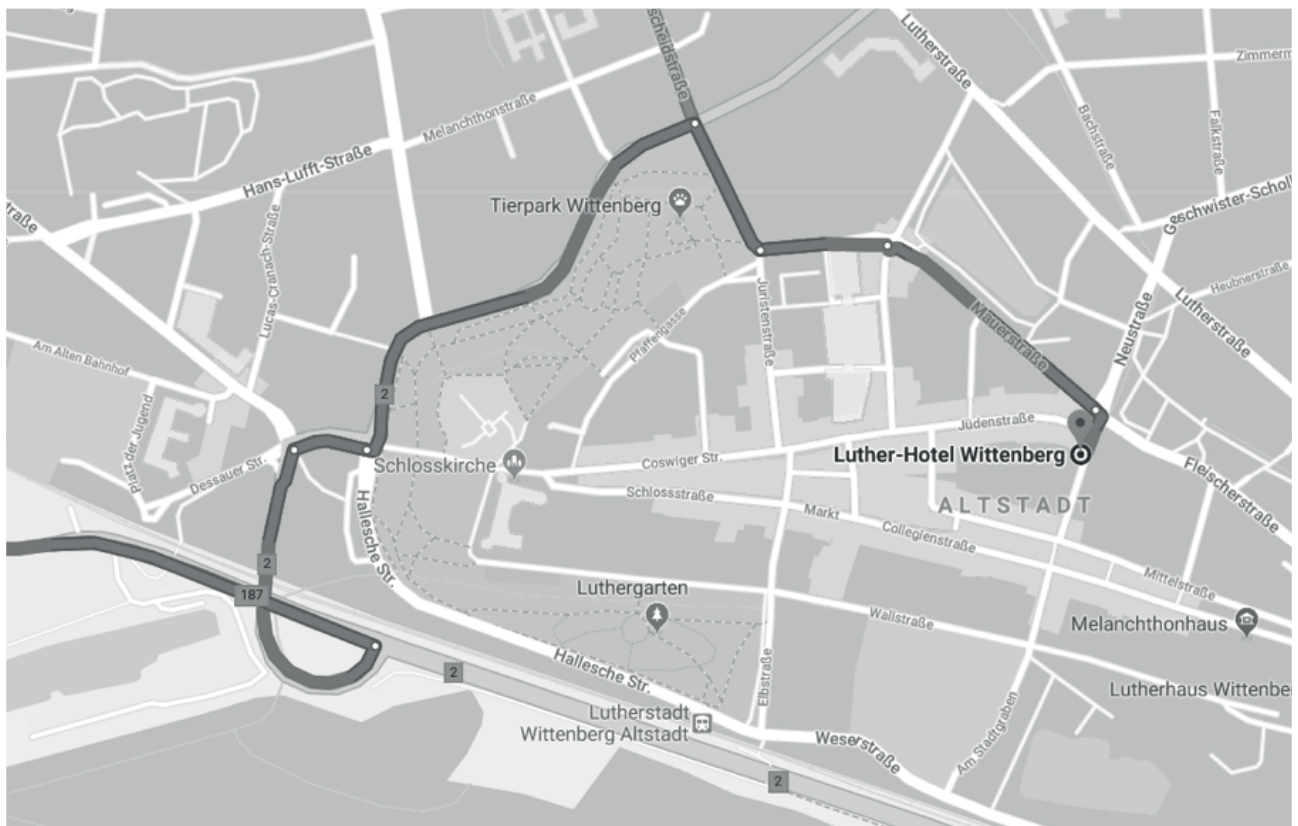 scheidstraße
Lutherstraße
Zimmerm
Melanchthonstraße
Bachstraße
Falkstraße
Hans-Lufft-Straße
straße
Tierpark Wittenberg
Geschwister-Scholl
Lucas-Cranach-Straße
Heubnerstraße
Juristenstraße
Mauerstraße
Neustraße
Lutherstraße
Pfaffengasse
Am Alten Bahnhof
2
Platz der Jugend
Jüdenstraße
Dessauer Str.
Schlosskirche
Coswiger Str.
Luther-Hotel Wittenberg
Fleischerstraße
Schlossstraße
Markt
ALTSTADT
Hallesche Str.
Collegienstraße
2
187
Mittelstraße
Luthergarten
Wallstraße
Melanchthonhaus
Hallesche Str.
2
Elbstraße
Lutherhaus Wittenber
Lutherstadt
Wittenberg Altstadt
Weserstraße
Am Stadtgraben
2